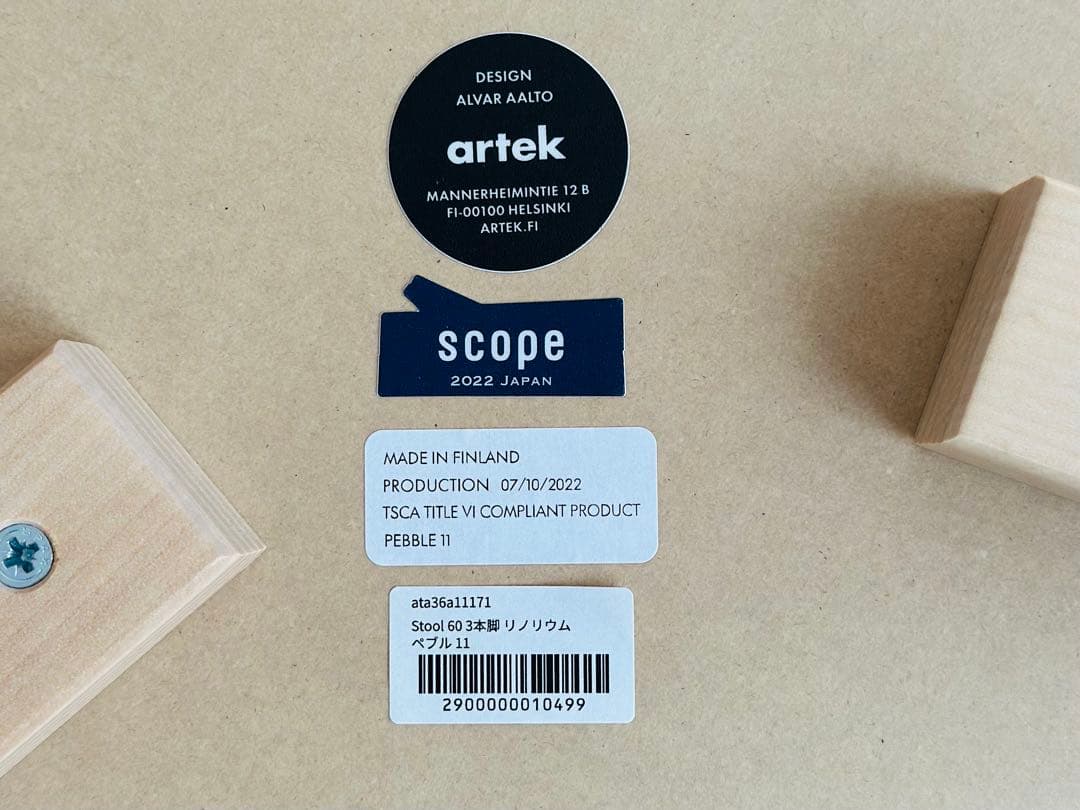 DESIGN
ALVAR AALTO
artek
MANNERHEIMINTIE 12 B
FI-00100 HELSINKI
ARTEK.FI
scope
2022 JAPAN
MADE IN FINLAND
PRODUCTION 07/10/2022
TSCA TITLE VI COMPLIANT PRODUCT
PEBBLE 11
ata36a11171
Stool 60 3本脚 リノリウム
ペブル 11
2900000010499